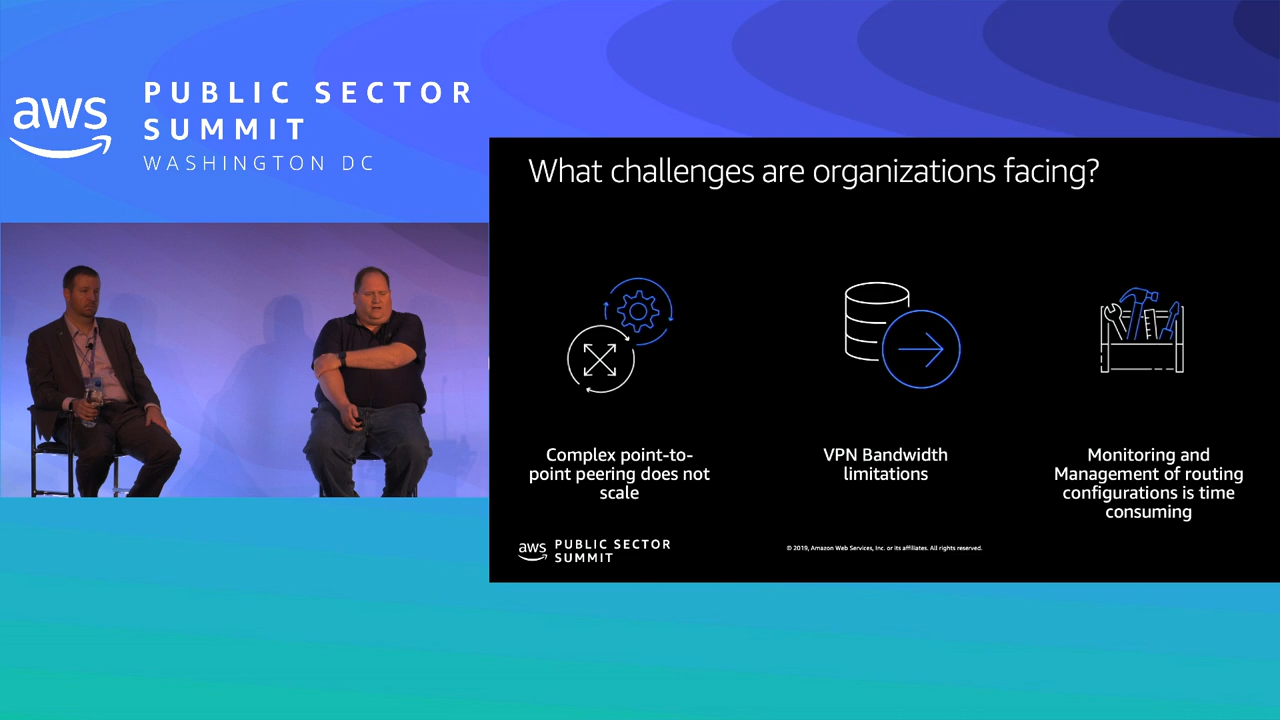 aws
PUBLIC SECTOR
SUMMIT
WASHINGTON DC
What challenges are organizations facing?
Complex point-to-
point peering does not
scale
VPN Bandwidth
limitations
Monitoring and
Management of routing
configurations is time
consuming
aws
PUBLIC SECTOR
SUMMIT
© 2019, Amazon Web Services, Inc. or its affiliates. All rights reserved.